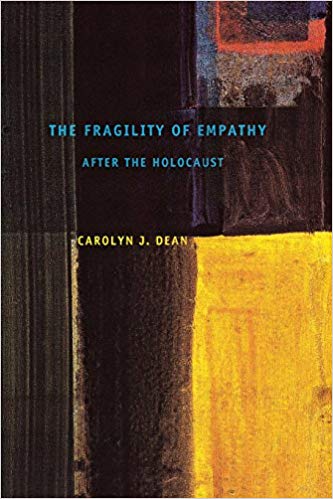 THE FRAGILITY OF EMPATHY
AFTER THE HOLOCAUST
CAROLYN J. DEAN